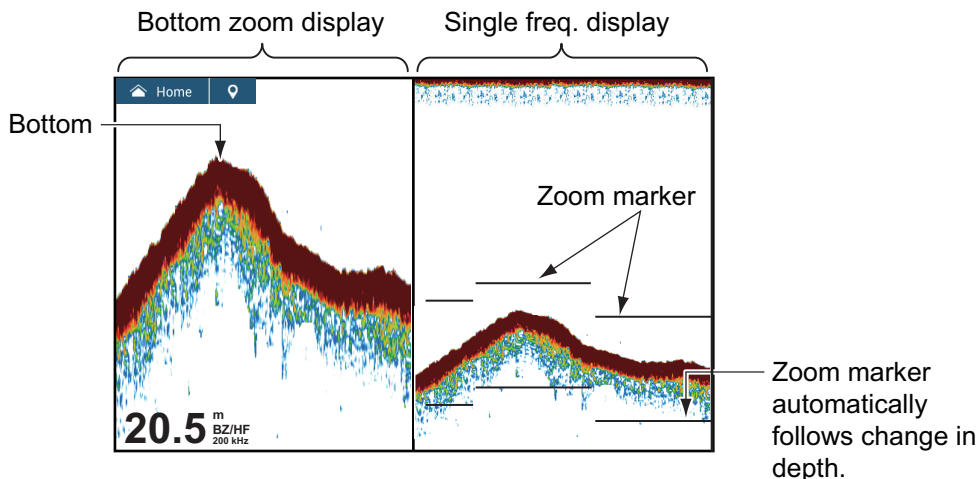 Bottom zoom display
Single freq. display
Home
Bottom
Zoom marker
20.5 m
BZ/HF
200 kHz
Zoom marker
automatically
follows change in
depth.